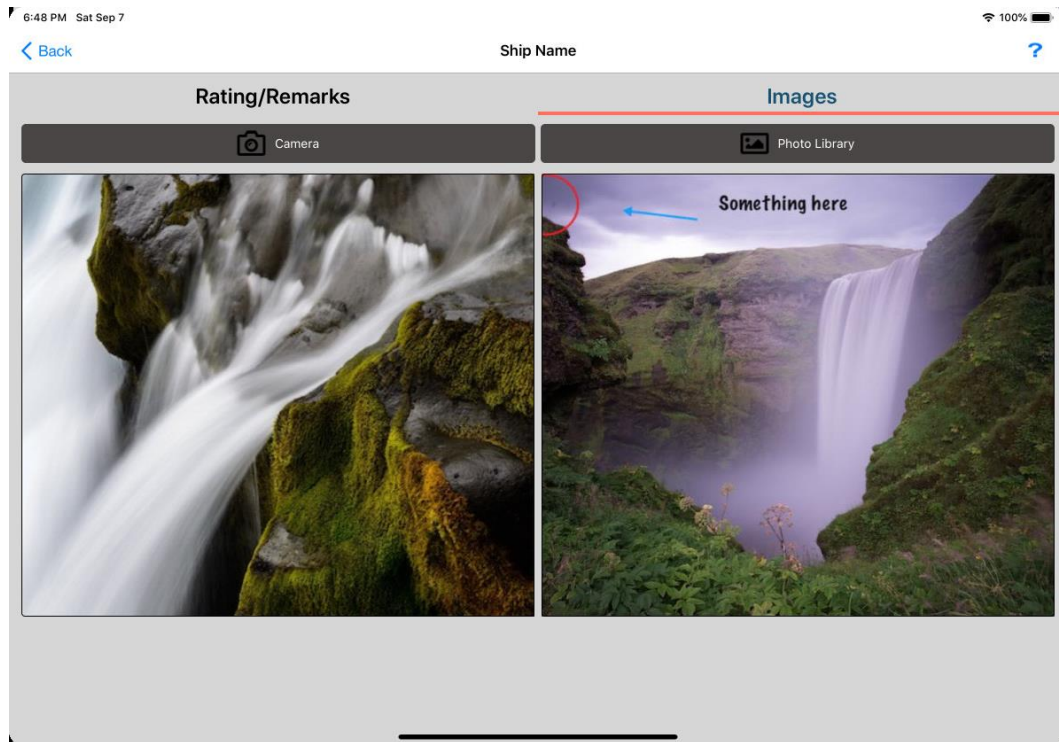 6:48 PM Sat Sep 7
100%
Back
Ship Name
?
Rating/Remarks
Images
Camera
Photo Library
Something here